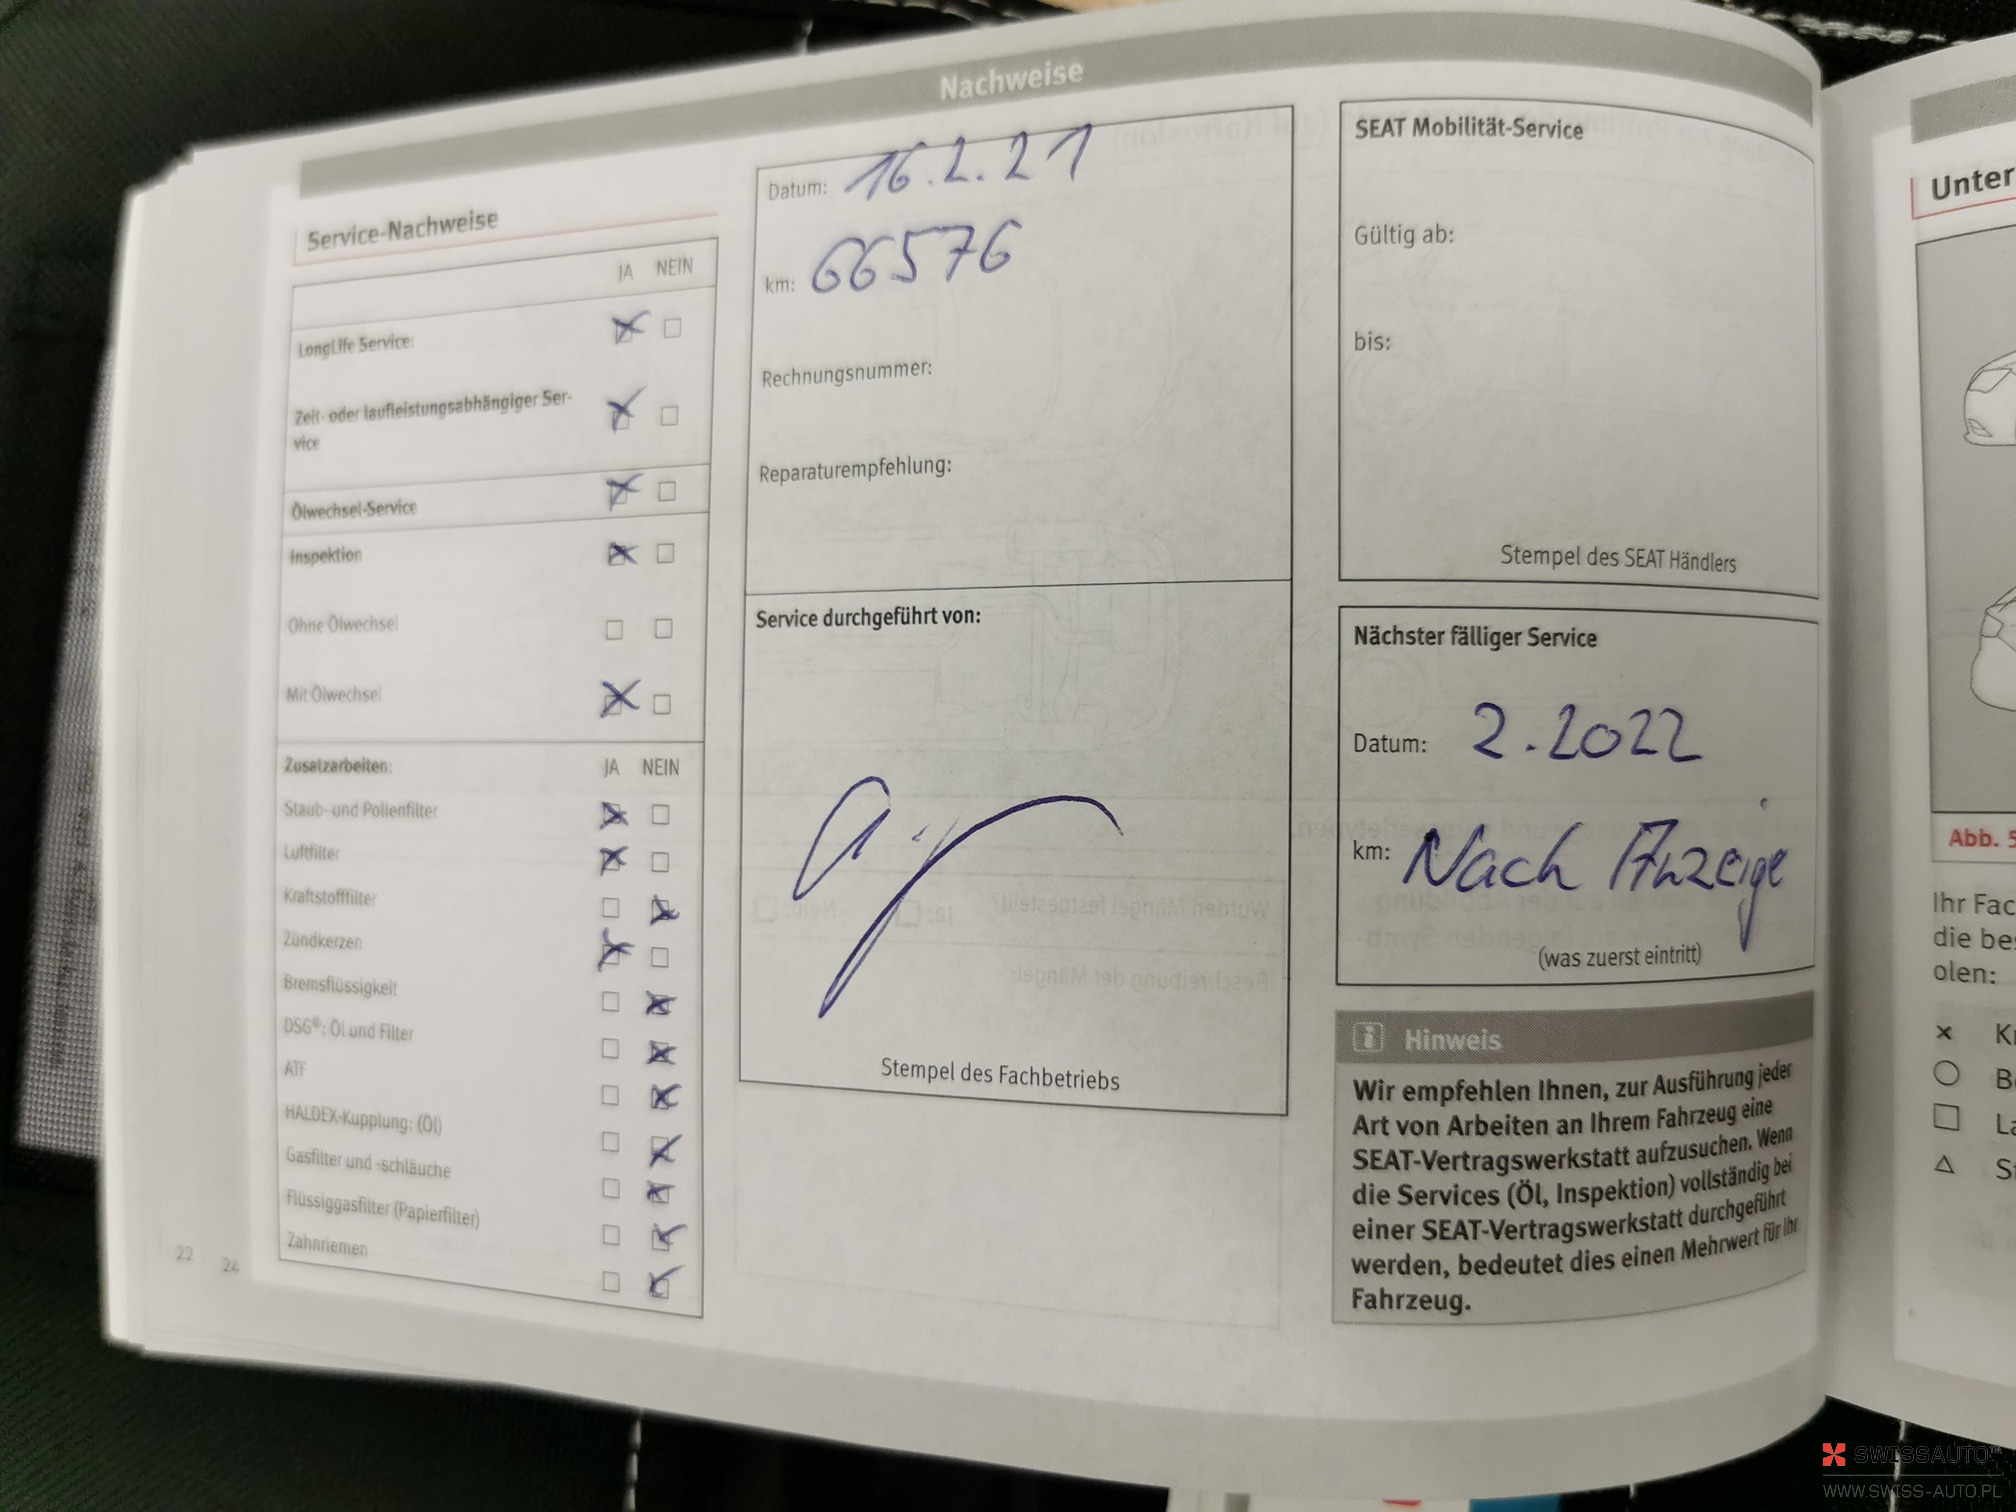 Nachweise
Service-Nachweise
JA NEIN
LongLife Service:
Zeit- oder laufleistungsabhängiger Ser-
vice
Ölwechsel-Service
Inspektion
Ohne Ölwechsel
Mit Ölwechsel
Zusatzarbeiten: JA NEIN
Staub- und Pollenfilter
Luftfilter
Kraftstofffilter
Zündkerzen
Bremsflüssigkeit
DSG®: Öl und Filter
ATF
HALDEX-Kupplung: (Öl)
Gasfilter und -schläuche
Flüssiggasfilter (Papierfilter)
Zahnriemen
22 24
Datum: 16.2.21
km: 66576
Rechnungsnummer:
Reparaturempfehlung:
Service durchgeführt von:
Stempel des Fachbetriebs
SEAT Mobilität-Service
Gültig ab:
bis:
Stempel des SEAT Händlers
Nächster fälliger Service
Datum: 2.2022
km: Nach Anzeige
(was zuerst eintritt)
Hinweis
Wir empfehlen Ihnen, zur Ausführung jeder
Art von Arbeiten an Ihrem Fahrzeug eine
SEAT-Vertragswerkstatt aufzusuchen. Wenn
die Services (Öl, Inspektion) vollständig bei
einer SEAT-Vertragswerkstatt durchgeführt
werden, bedeutet dies einen Mehrwert für Ihr
Fahrzeug.
Unter
Abb. 5
Ihr Fac
die bes
olen:
SWISSAUTO
WWW.SWISS-AUTO.PL